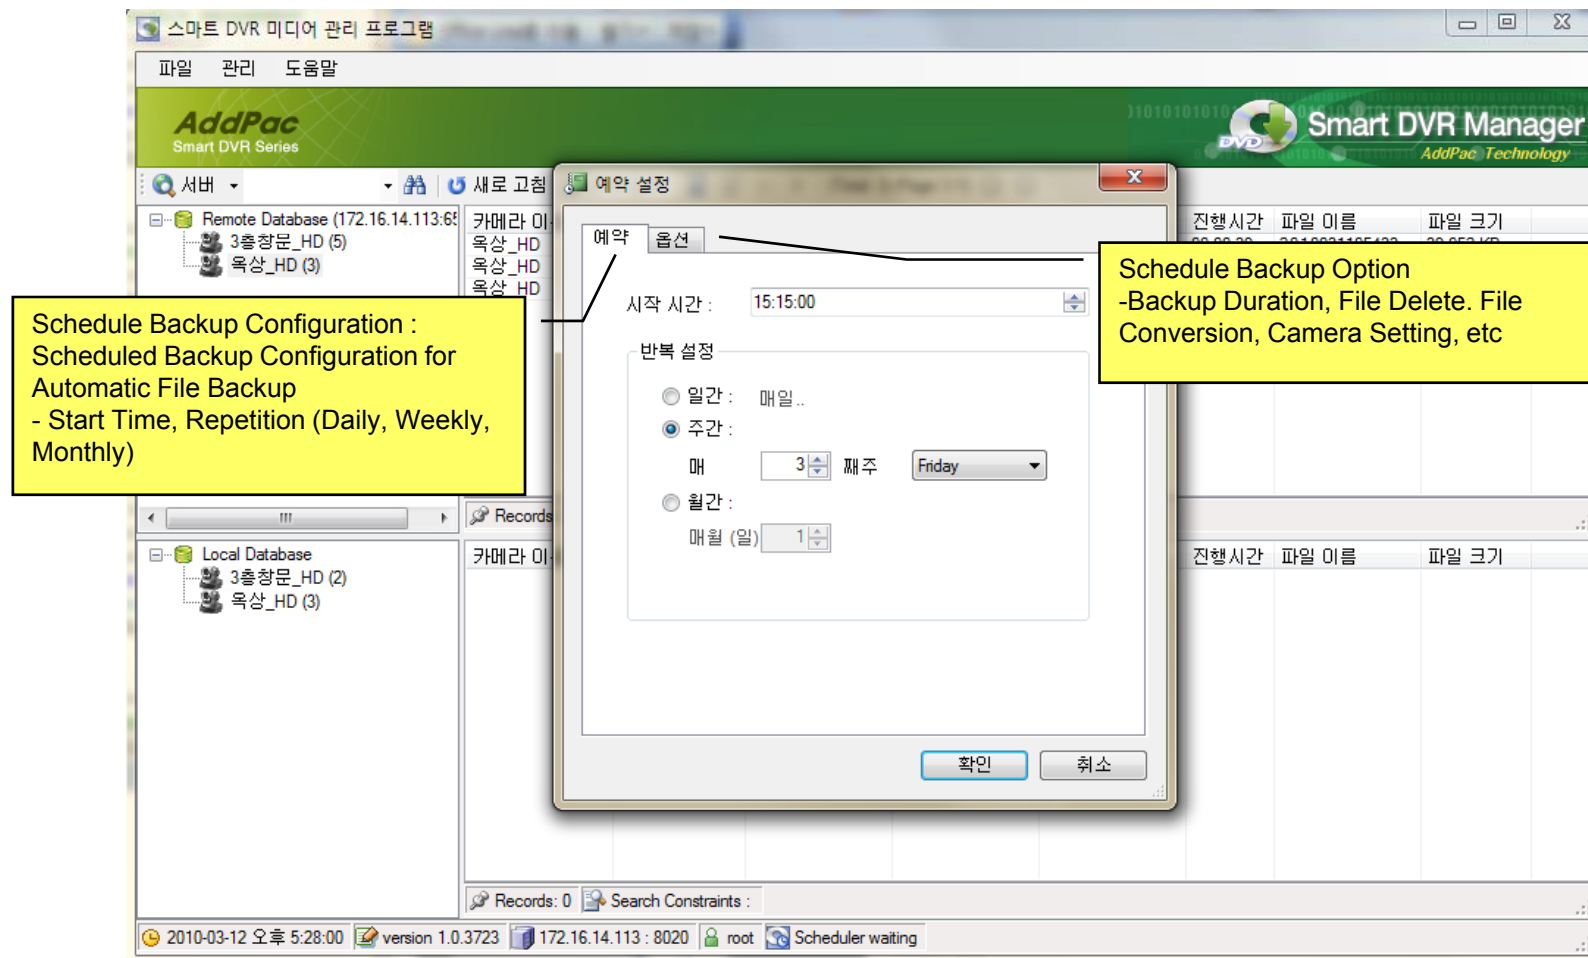 스마트 DVR 미디어 관리 프로그램
파일 관리 도움말
AddPac
Smart DVR Series
Smart DVR Manager
AddPac Technology
DVD
서버
새로 고침
Remote Database (172.16.14.113:6
3층창문_HD (5)
옥상_HD (3)
카메라 이
옥상_HD
옥상_HD
옥상_HD
진행시간 파일 이름 파일 크기
예약 설정
예약 옵션
시작 시간 : 15:15:00
반복 설정
일간 : 매일..
주간 :
매 3 째주 Friday
월간 :
매월 (일) 1
확인 취소
Schedule Backup Configuration :
Scheduled Backup Configuration for
Automatic File Backup
- Start Time, Repetition (Daily, Weekly,
Monthly)
Schedule Backup Option
-Backup Duration, File Delete. File
Conversion, Camera Setting, etc
Records
Local Database
3층창문_HD (2)
옥상_HD (3)
카메라 이
진행시간 파일 이름 파일 크기
Records: 0 Search Constraints :
2010-03-12 오후 5:28:00 version 1.0.3723 172.16.14.113 : 8020 root Scheduler waiting